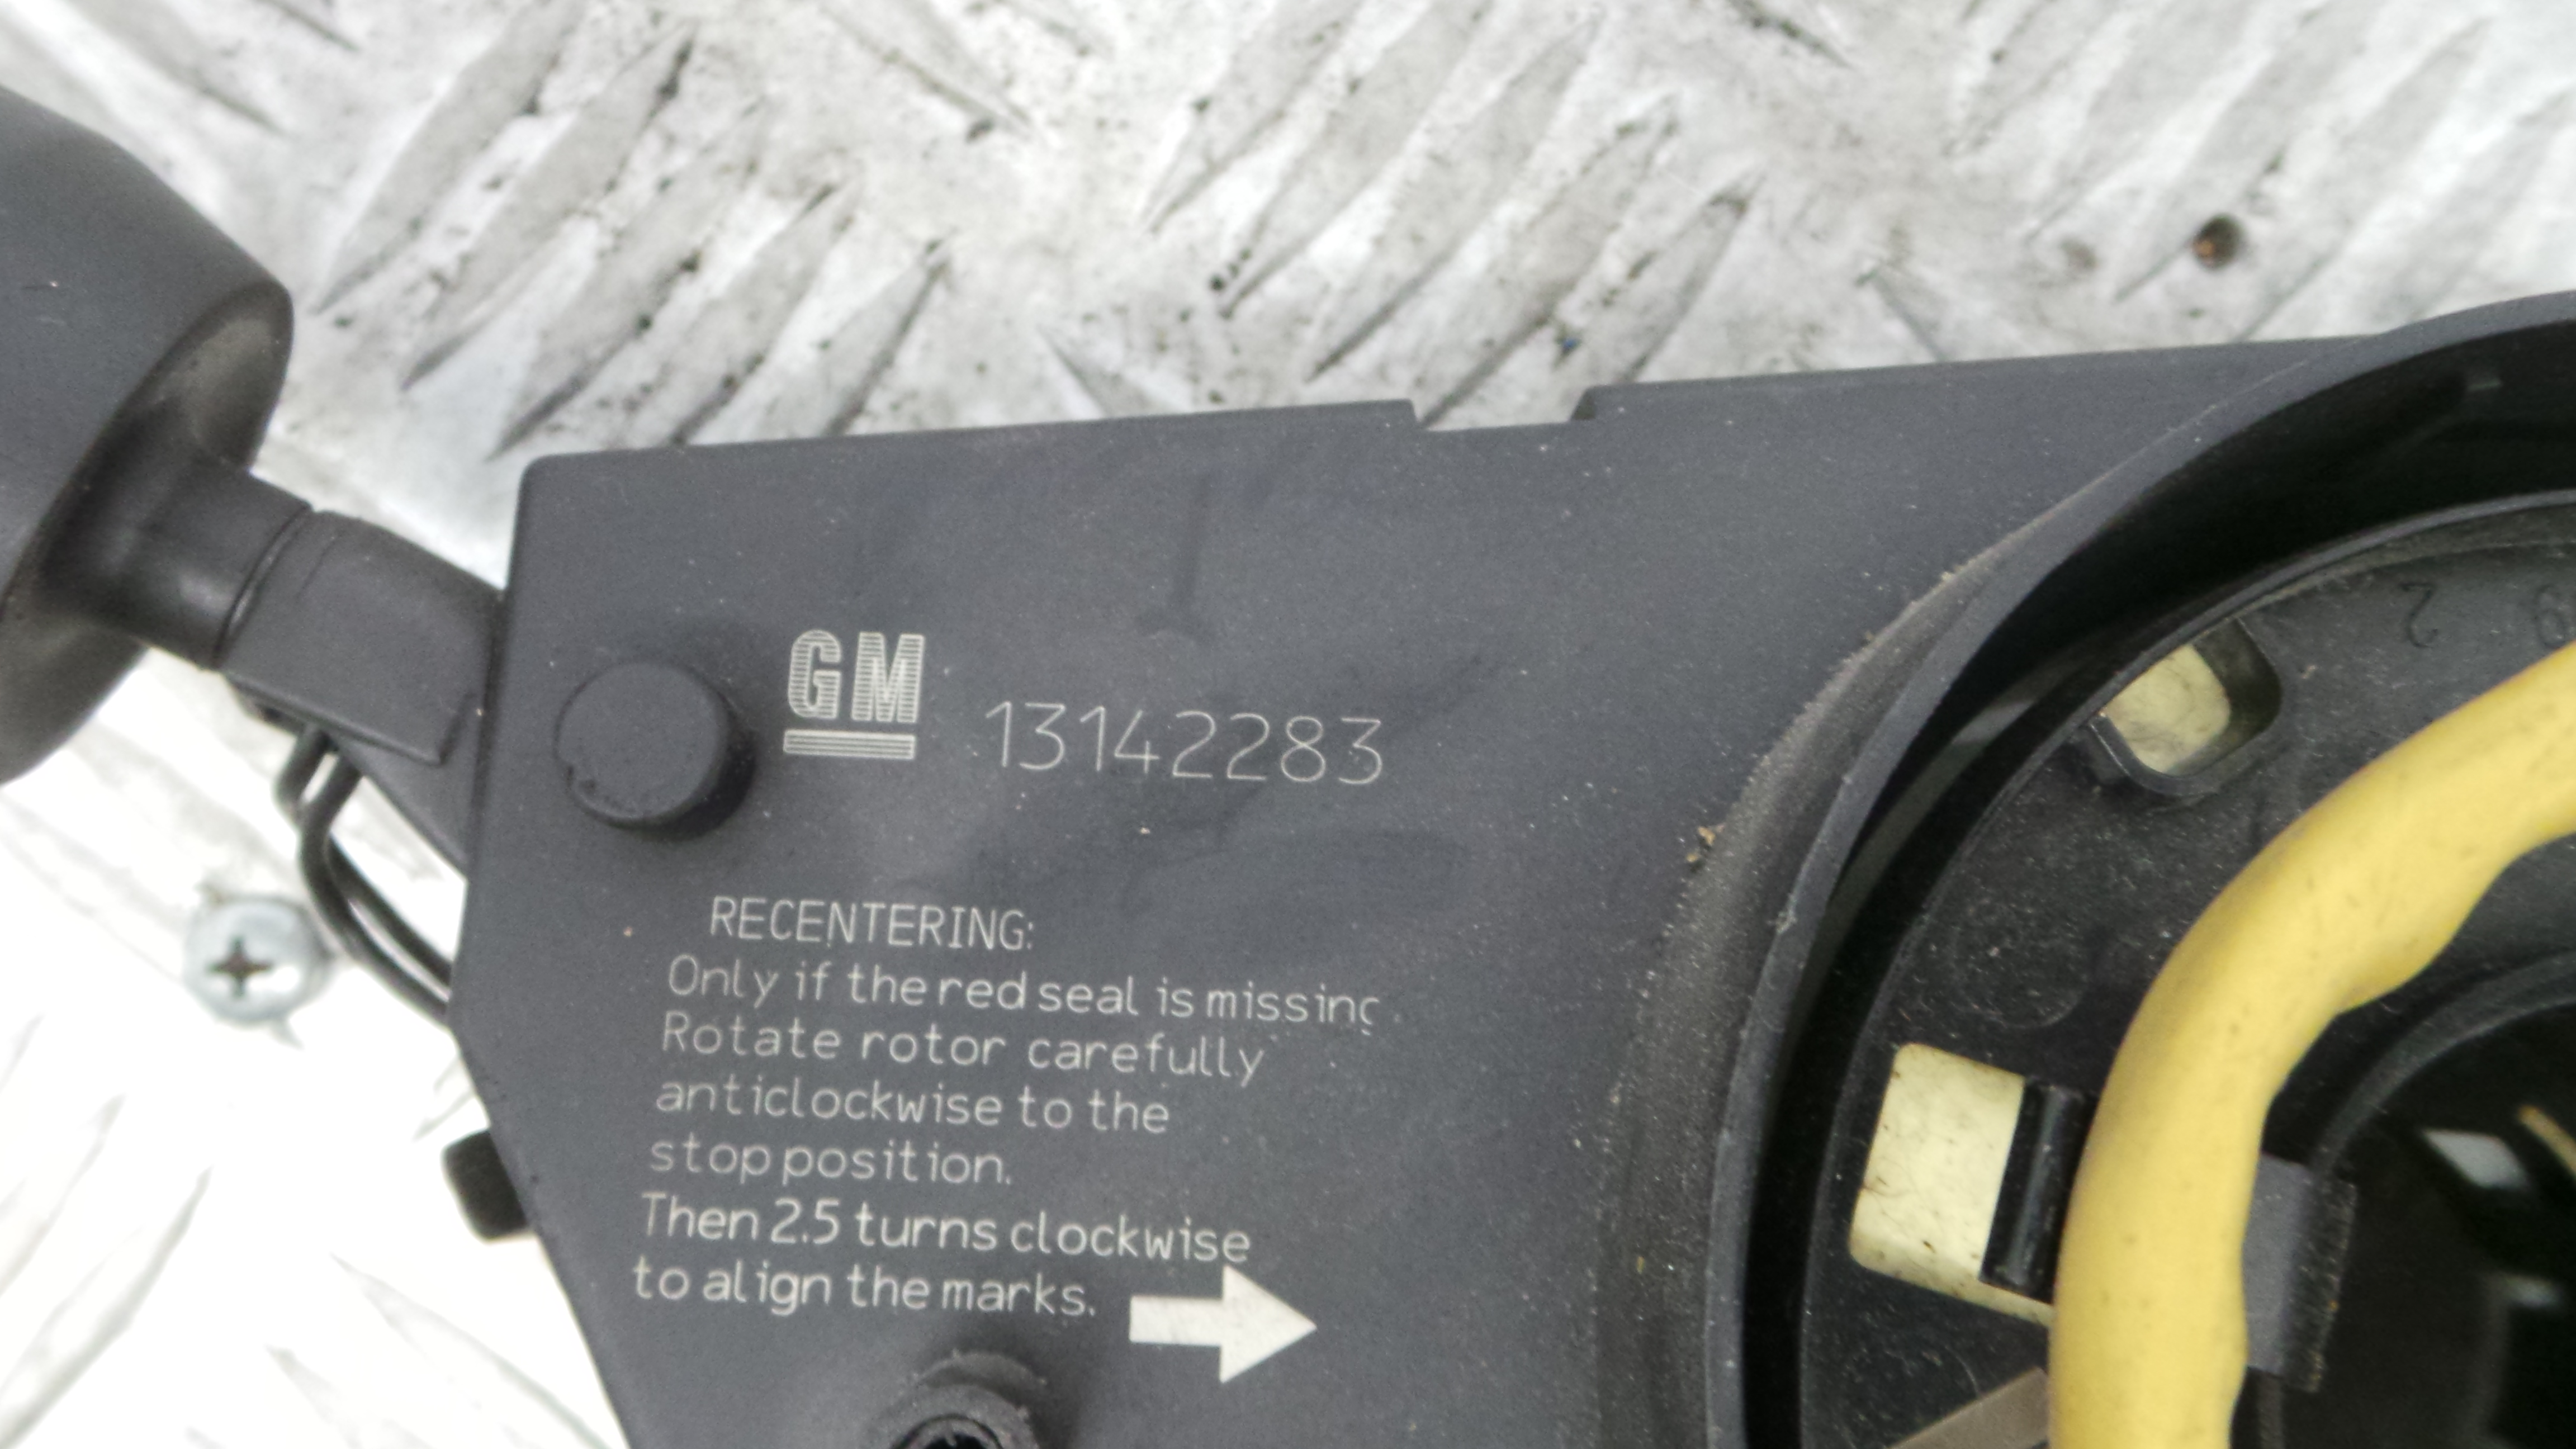 GM
13142283
RECENTERING:
Only if the red seal is missing
Rotate rotor carefully
anticlockwise to the
stop position.
Then 2.5 turns clockwise
to align the marks.
2